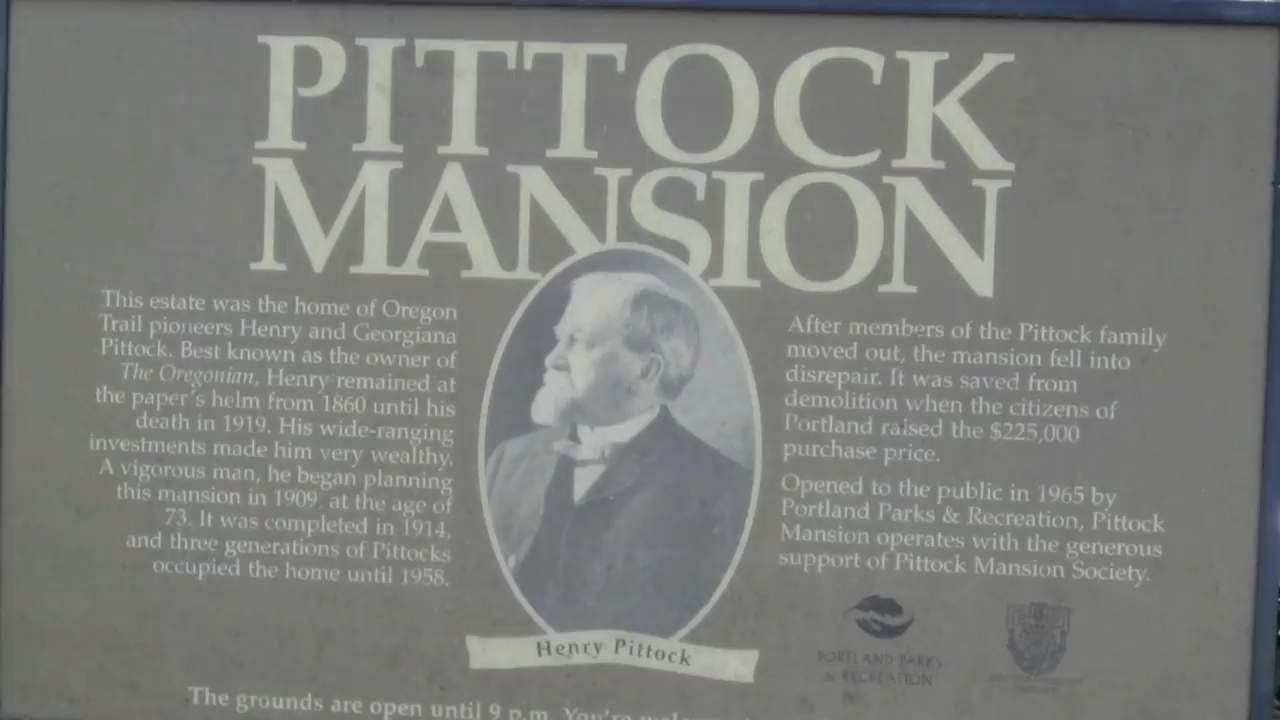 PITTOCK
MANSION
This estate was the home of Oregon
Trail pioneers Henry and Georgiana
Pittock. Best known as the owner of
The Oregonian, Henry remained at
the paper's helm from 1860 until his
death in 1919. His wide-ranging
investments made him very wealthy.
A vigorous man, he began planning
this mansion in 1909, at the age of
73. It was completed in 1914,
and three generations of Pittocks
occupied the home until 1958.
After members of the Pittock family
moved out, the mansion fell into
disrepair. It was saved from
demolition when the citizens of
Portland raised the $225,000
purchase price.
Opened to the public in 1965 by
Portland Parks & Recreation, Pittock
Mansion operates with the generous
support of Pittock Mansion Society.
Henry Pittock
PORTLAND PARKS
& RECREATION
The grounds are open until 9 p.m. You're